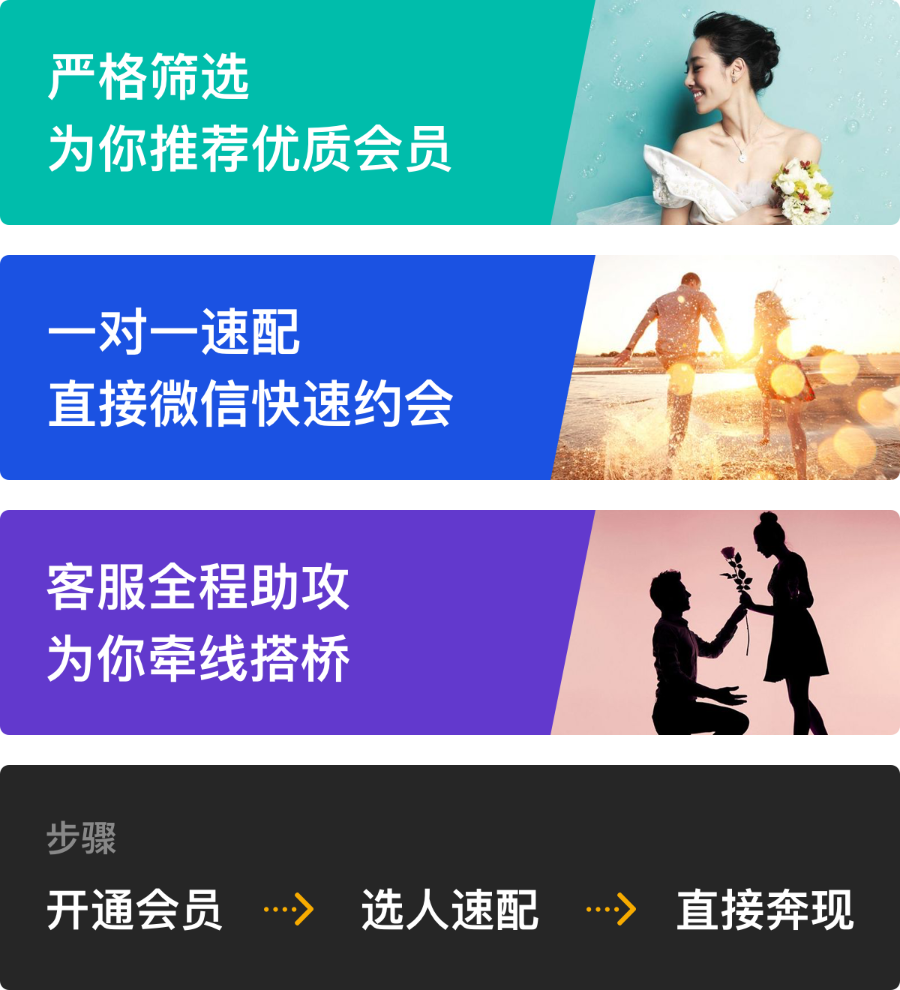 严格筛选
为你推荐优质会员
一对一速配
直接微信快速约会
客服全程助攻
为你牵线搭桥
步骤
开通会员 选人速配 直接奔现